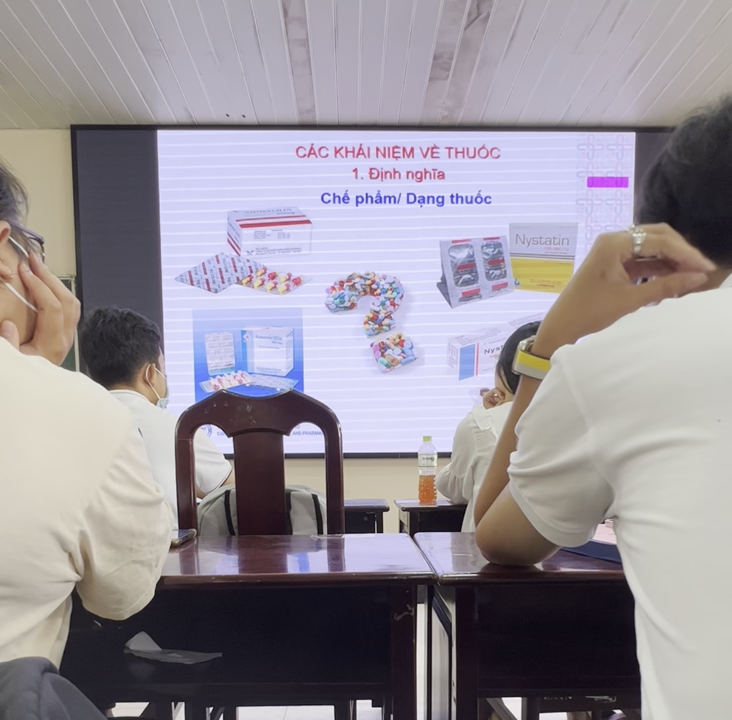 CÁC KHÁI NIỆM VỀ THUỐC
1. Định nghĩa
Chế phẩm/ Dạng thuốc
Nystatin